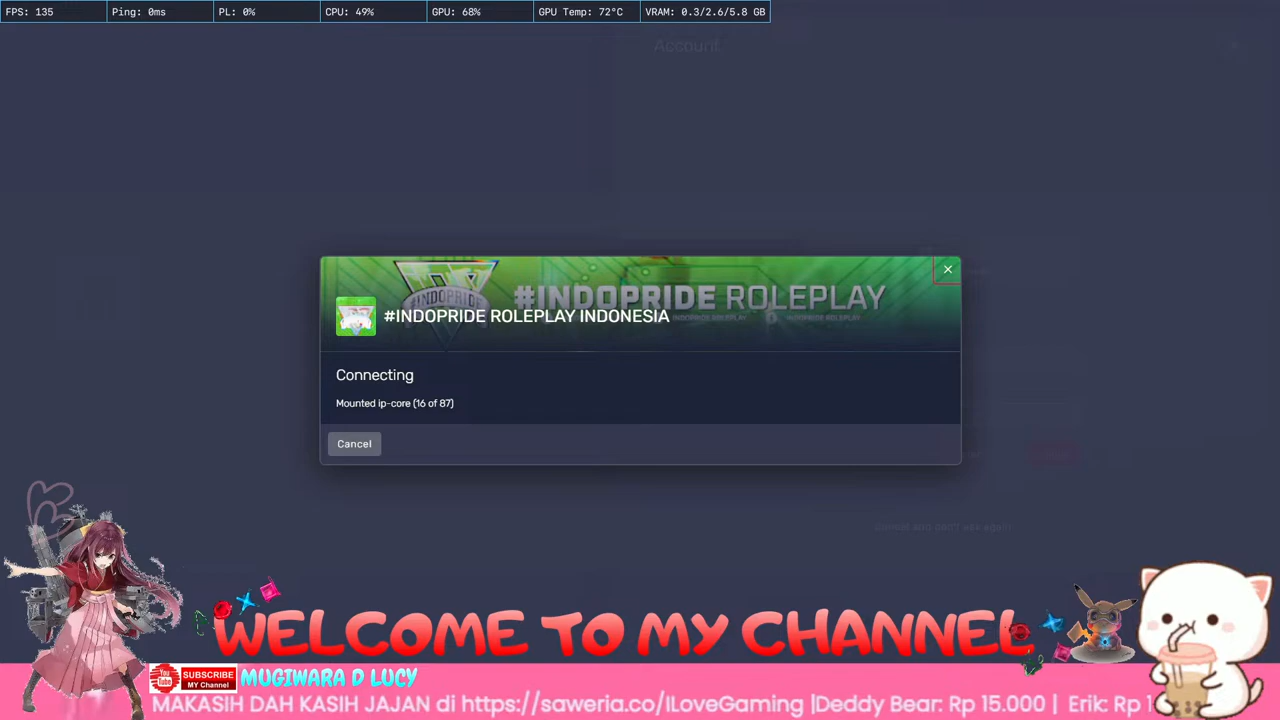 FPS: 135 Ping: 0ms PL: 0% CPU: 49% GPU: 68% GPU Temp: 72°C VRAM: 0.3/2.6/5.8 GB
Account
#INDOPRIDE ROLEPLAY
#INDOPRIDE
#INDOPRIDE ROLEPLAY INDONESIA
Connecting
Mounted ip-core (16 of 87)
Cancel
WELCOME TO MY CHANNEL
You Tube SUBSCRIBE MY Channel MUGIWARA D LUCY
MAKASIH DAH KASIH JAJAN di https://saweria.co/ILoveGaming |Deddy Bear: Rp 15.000 | Erik: Rp 1